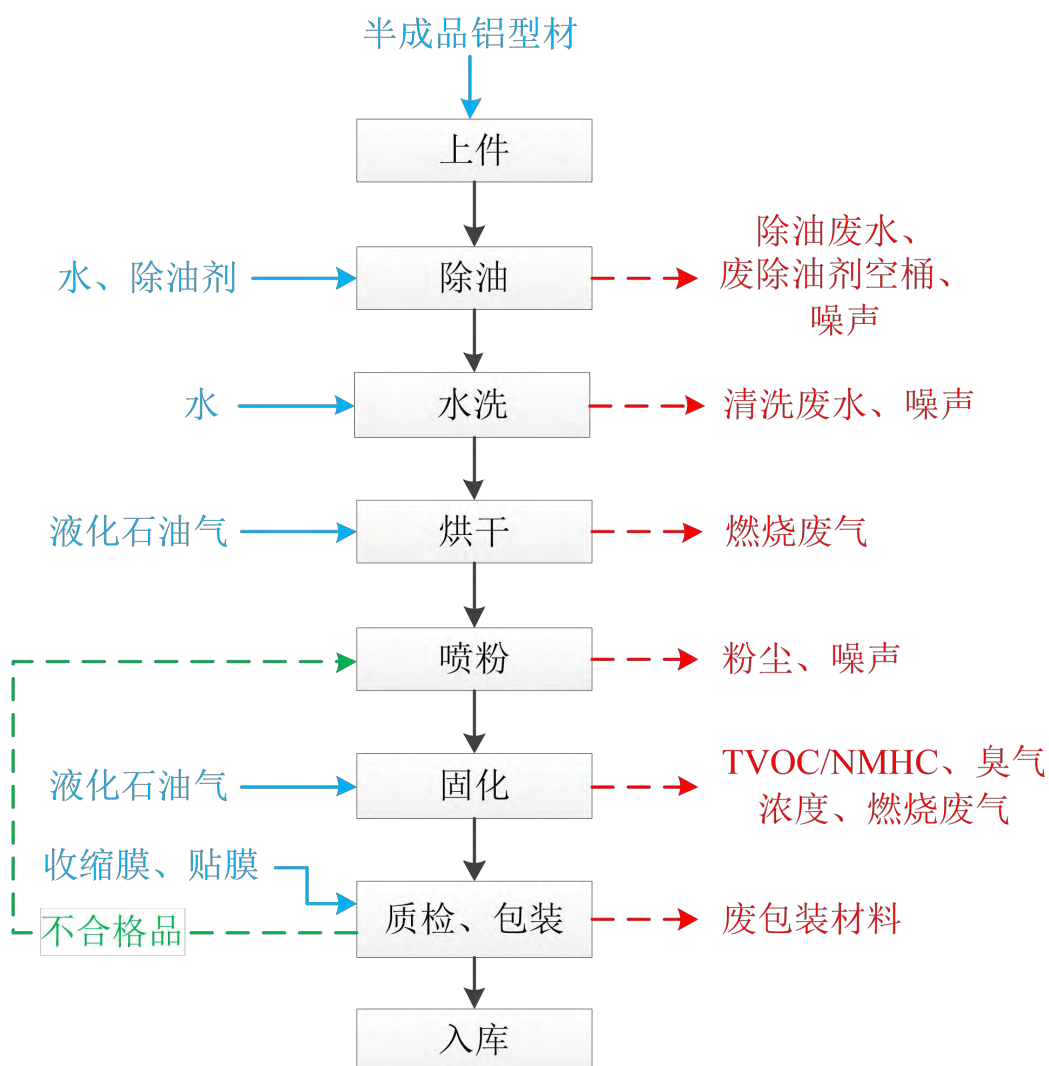 半成品铝型材
上件
除油废水、
水、除油剂
除油
废除油剂空桶、
噪声
水
水洗
清洗废水、噪声
液化石油气
烘干
燃烧废气
喷粉
粉尘、噪声
液化石油气
固化
TVOC/NMHC、臭气
浓度、燃烧废气
收缩膜、贴膜
质检、包装
废包装材料
不合格品
入库